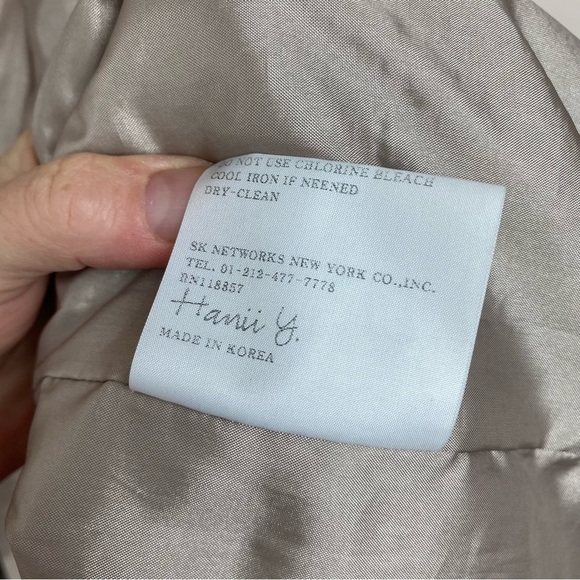 DO NOT USE CHLORINE BLEACH
COOL IRON IF NEENED
DRY-CLEAN
SK NETWORKS NEW YORK CO.,INC.
TEL. 01-212-477-7778
RN118357
Hanii Y.
MADE IN KOREA